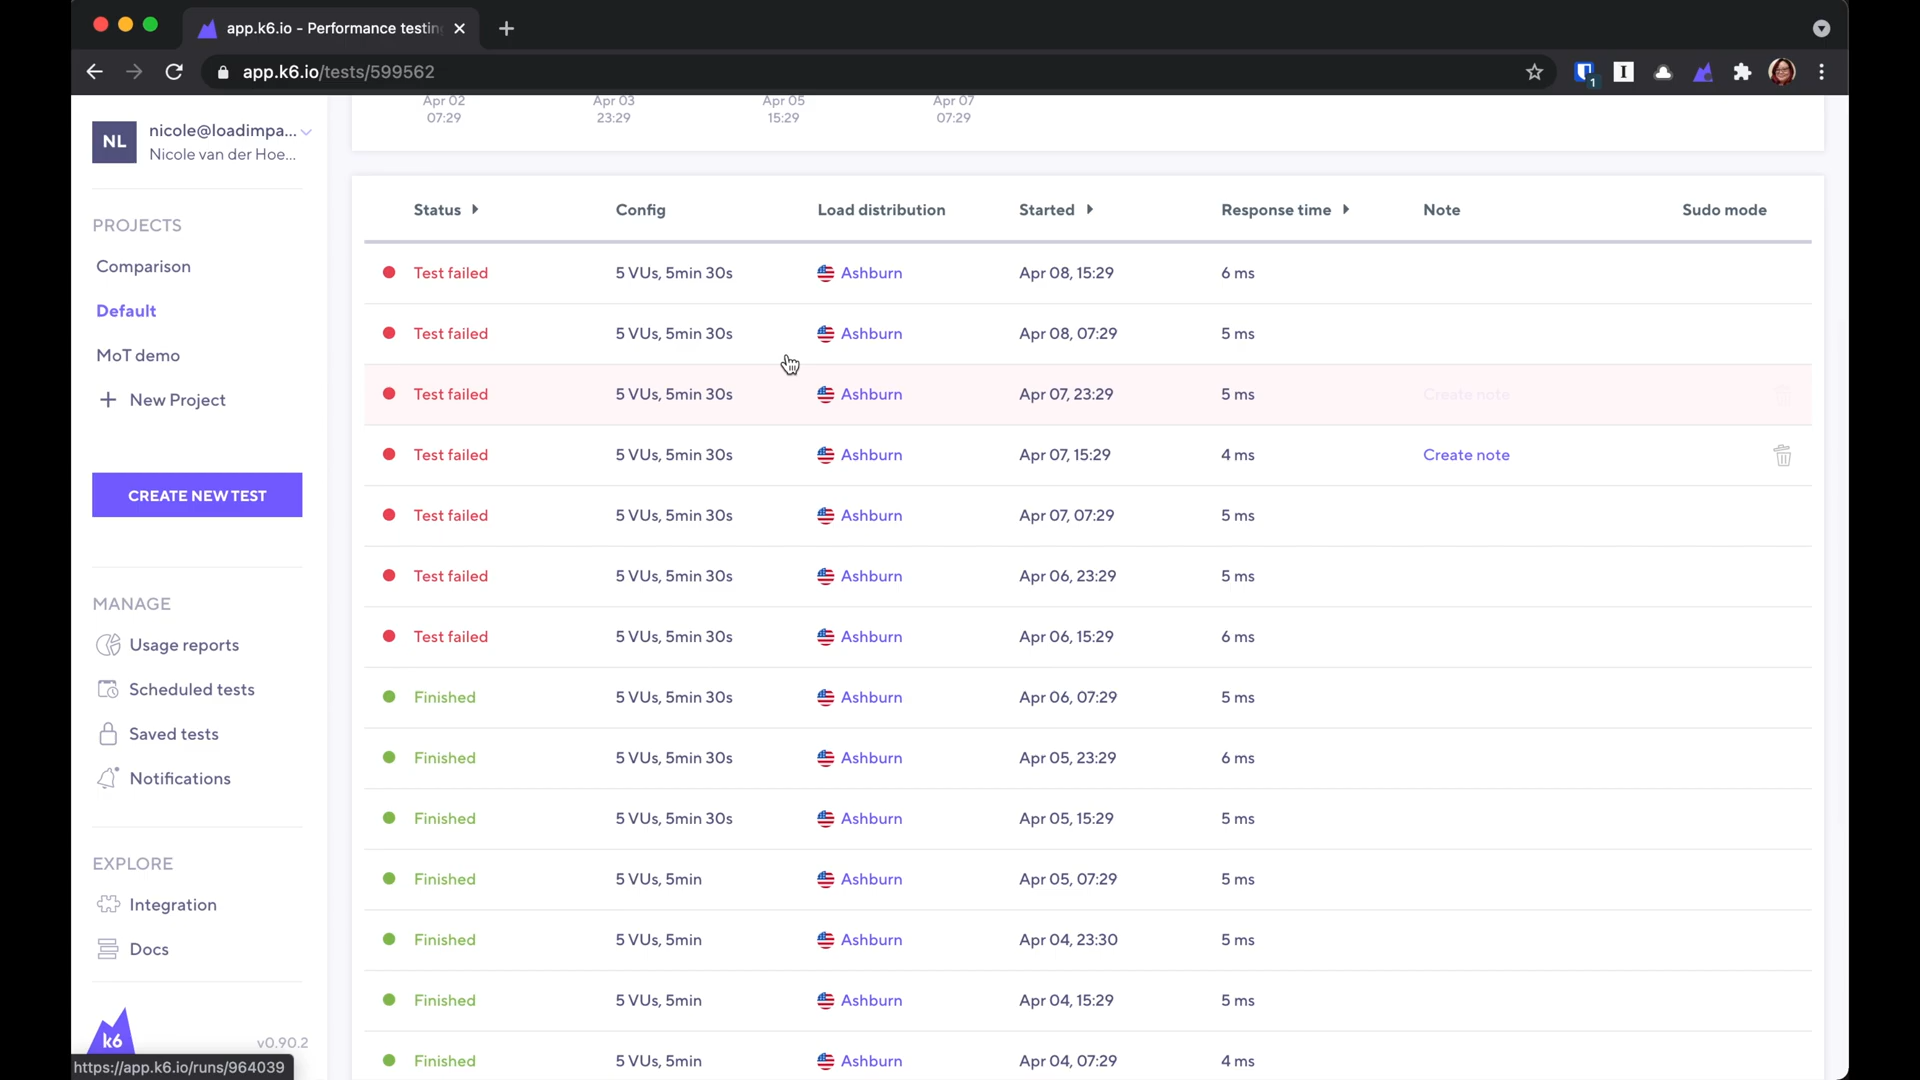 app.k6.io - Performance testin
app.k6.io/tests/599562
1
I
NL
nicole@loadimpa...
Nicole van der Hoe...
PROJECTS
Comparison
Default
MoT demo
New Project
CREATE NEW TEST
MANAGE
Usage reports
Scheduled tests
Saved tests
Notifications
EXPLORE
Integration
Docs
k6
v0.90.2
https://app.k6.io/runs/964039
Apr 02 Apr 03 Apr 05 Apr 07
07:29 23:29 15:29 07:29
Status Config Load distribution Started Response time Note Sudo mode
Test failed 5 VUs, 5min 30s Ashburn Apr 08, 15:29 6 ms
Test failed 5 VUs, 5min 30s Ashburn Apr 08, 07:29 5 ms
Test failed 5 VUs, 5min 30s Ashburn Apr 07, 23:29 5 ms Create note
Test failed 5 VUs, 5min 30s Ashburn Apr 07, 15:29 4 ms Create note
Test failed 5 VUs, 5min 30s Ashburn Apr 07, 07:29 5 ms
Test failed 5 VUs, 5min 30s Ashburn Apr 06, 23:29 5 ms
Test failed 5 VUs, 5min 30s Ashburn Apr 06, 15:29 6 ms
Finished 5 VUs, 5min 30s Ashburn Apr 06, 07:29 5 ms
Finished 5 VUs, 5min 30s Ashburn Apr 05, 23:29 6 ms
Finished 5 VUs, 5min 30s Ashburn Apr 05, 15:29 5 ms
Finished 5 VUs, 5min Ashburn Apr 05, 07:29 5 ms
Finished 5 VUs, 5min Ashburn Apr 04, 23:30 5 ms
Finished 5 VUs, 5min Ashburn Apr 04, 15:29 5 ms
Finished 5 VUs, 5min Ashburn Apr 04, 07:29 4 ms